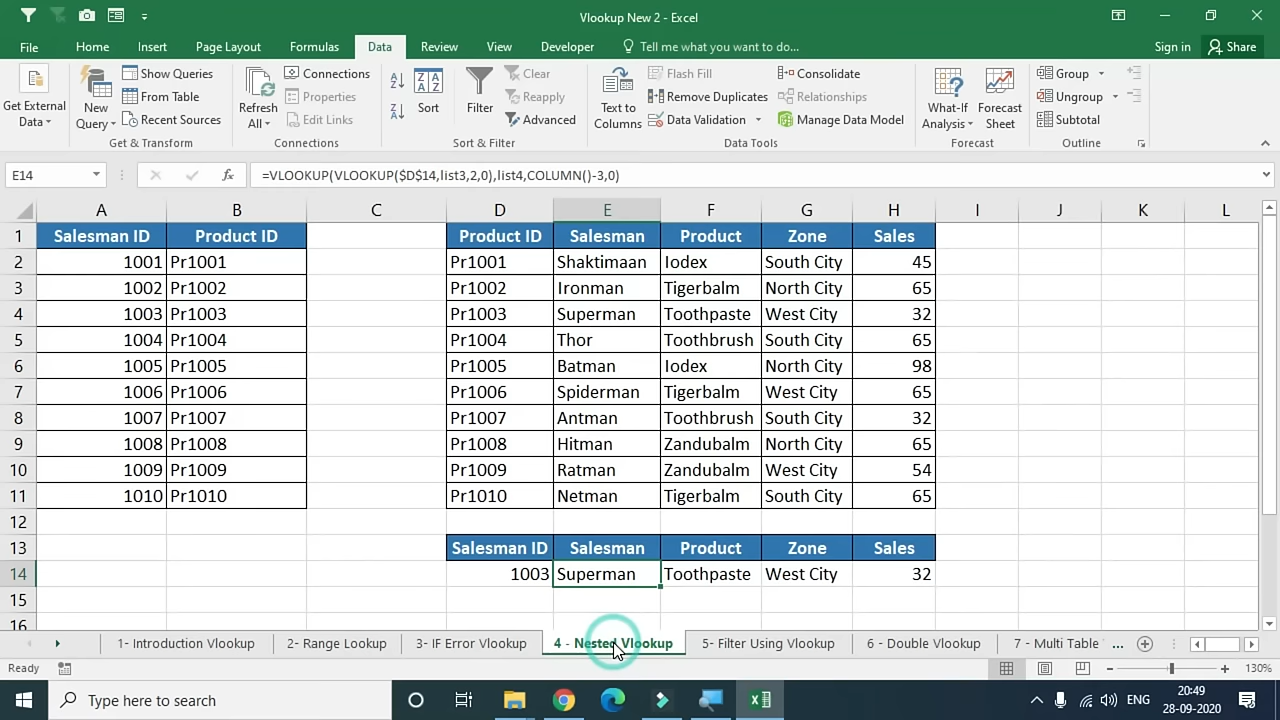 Vlookup New 2 - Excel
File Home Insert Page Layout Formulas Data Review View Developer Tell me what you want to do... Sign in Share
Get External Data
New Query
Show Queries
From Table
Recent Sources
Get & Transform
Refresh All
Connections
Properties
Edit Links
Connections
Sort
Filter
Clear
Reapply
Advanced
Sort & Filter
Text to Columns
Flash Fill
Remove Duplicates
Data Validation
Consolidate
Relationships
Manage Data Model
Data Tools
What-If Analysis
Forecast Sheet
Forecast
Group
Ungroup
Subtotal
Outline
E14 fx =VLOOKUP(VLOOKUP($D$14,list3,2,0),list4,COLUMN()-3,0)
A B C D E F G H I J K L
1 Salesman ID Product ID Product ID Salesman Product Zone Sales
2 1001 Pr1001 Pr1001 Shaktimaan Iodex South City 45
3 1002 Pr1002 Pr1002 Ironman Tigerbalm North City 65
4 1003 Pr1003 Pr1003 Superman Toothpaste West City 32
5 1004 Pr1004 Pr1004 Thor Toothbrush South City 65
6 1005 Pr1005 Pr1005 Batman Iodex North City 98
7 1006 Pr1006 Pr1006 Spiderman Tigerbalm West City 65
8 1007 Pr1007 Pr1007 Antman Toothbrush South City 32
9 1008 Pr1008 Pr1008 Hitman Zandubalm North City 65
10 1009 Pr1009 Pr1009 Ratman Zandubalm West City 54
11 1010 Pr1010 Pr1010 Netman Tigerbalm South City 65
12
13 Salesman ID Salesman Product Zone Sales
14 1003 Superman Toothpaste West City 32
15
16
1- Introduction Vlookup 2- Range Lookup 3- IF Error Vlookup 4 - Nested Vlookup 5- Filter Using Vlookup 6 - Double Vlookup 7 - Multi Table ...
Ready 130%
Type here to search ENG 20:49
28-09-2020